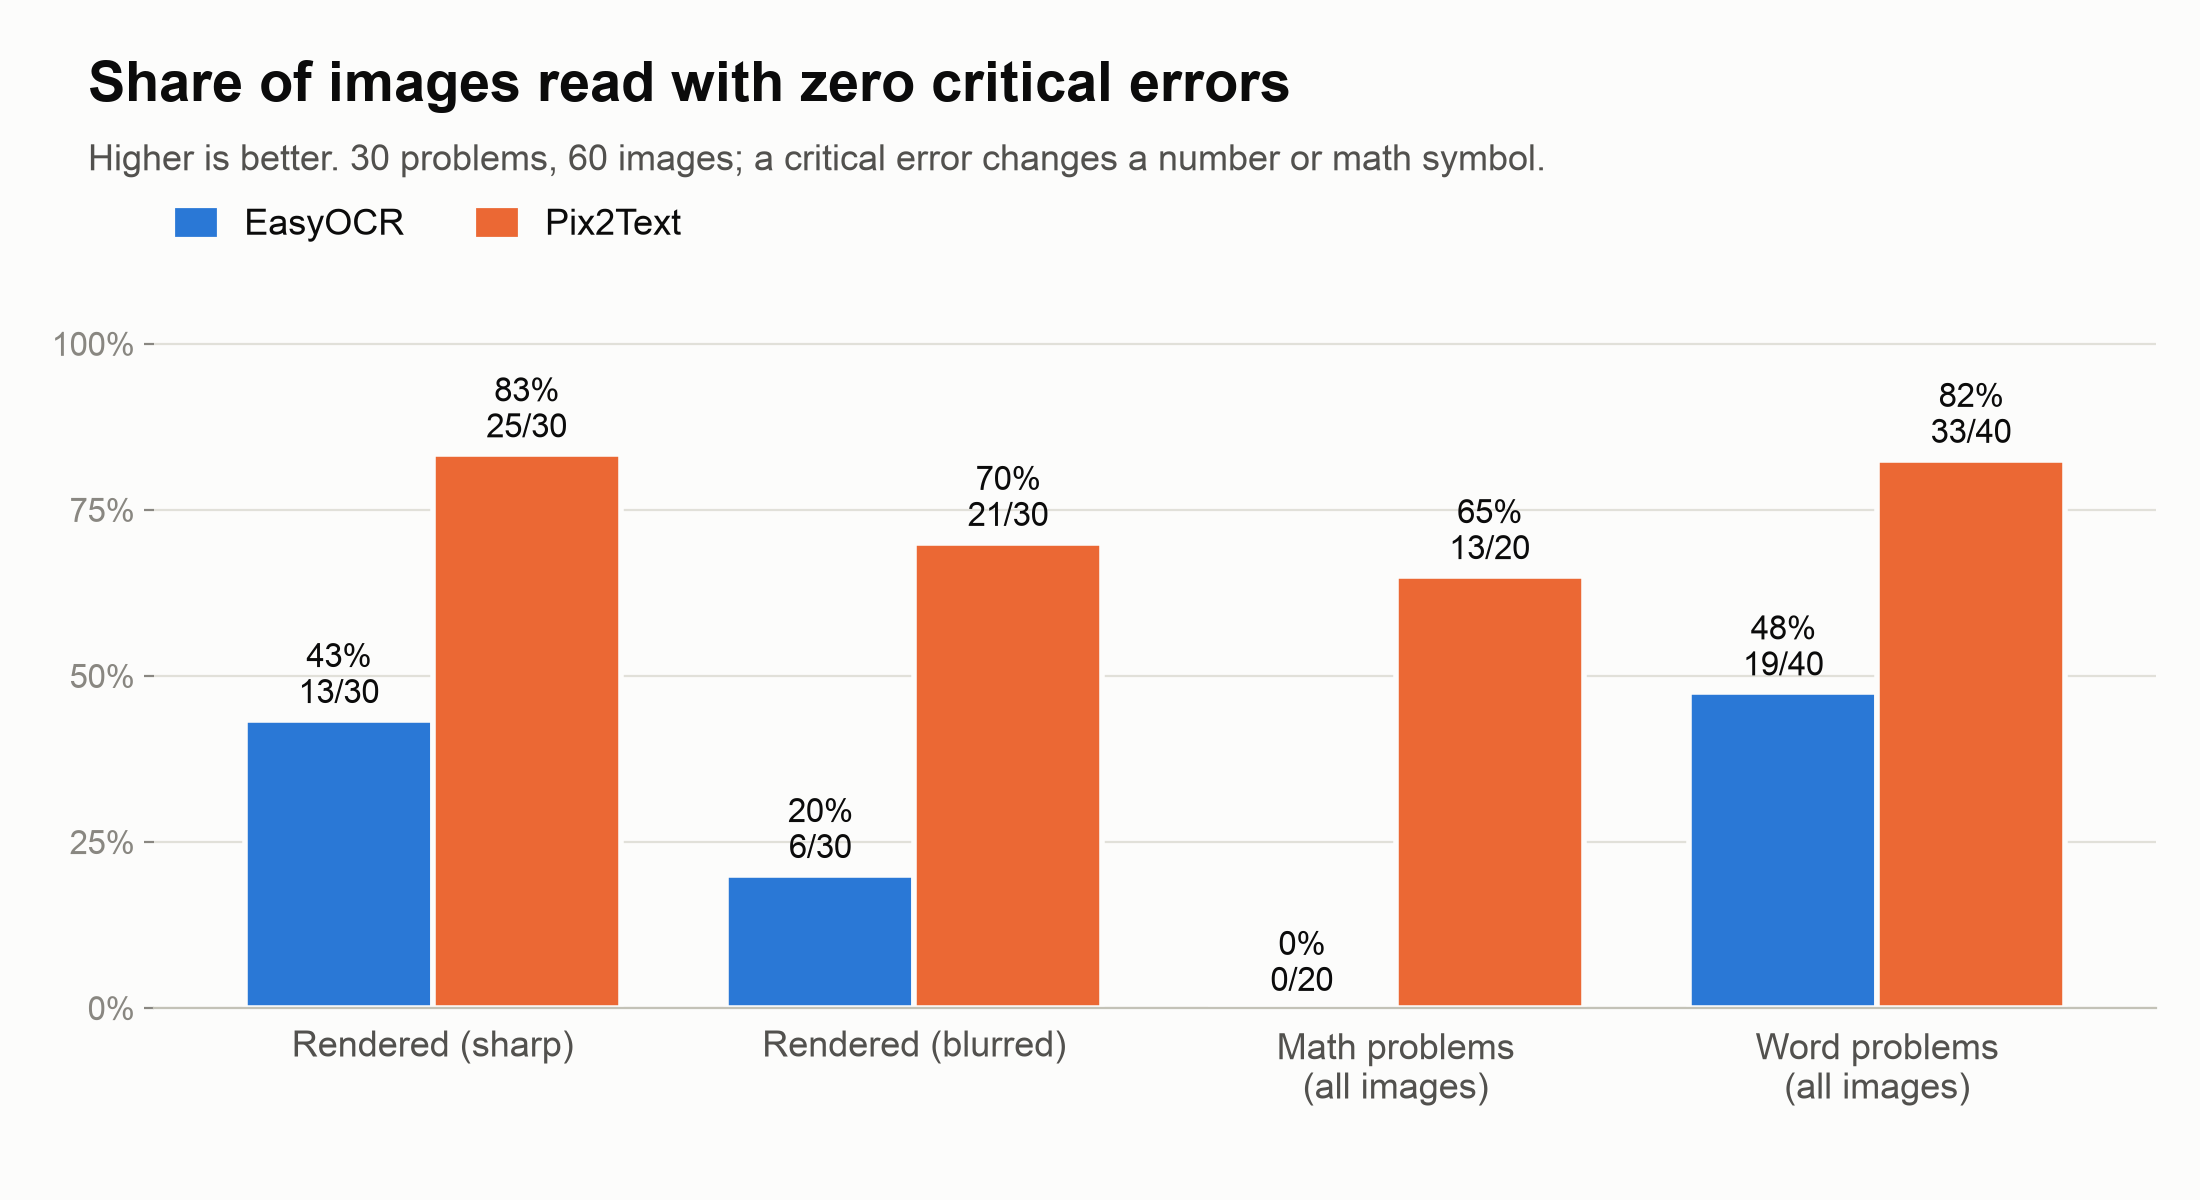 Share of images read with zero critical errors
Higher is better. 30 problems, 60 images; a critical error changes a number or math symbol.
EasyOCR Pix2Text
100%
75%
50%
25%
0%
43%
13/30
83%
25/30
20%
6/30
70%
21/30
0%
0/20
65%
13/20
48%
19/40
82%
33/40
Rendered (sharp)
Rendered (blurred)
Math problems
(all images)
Word problems
(all images)